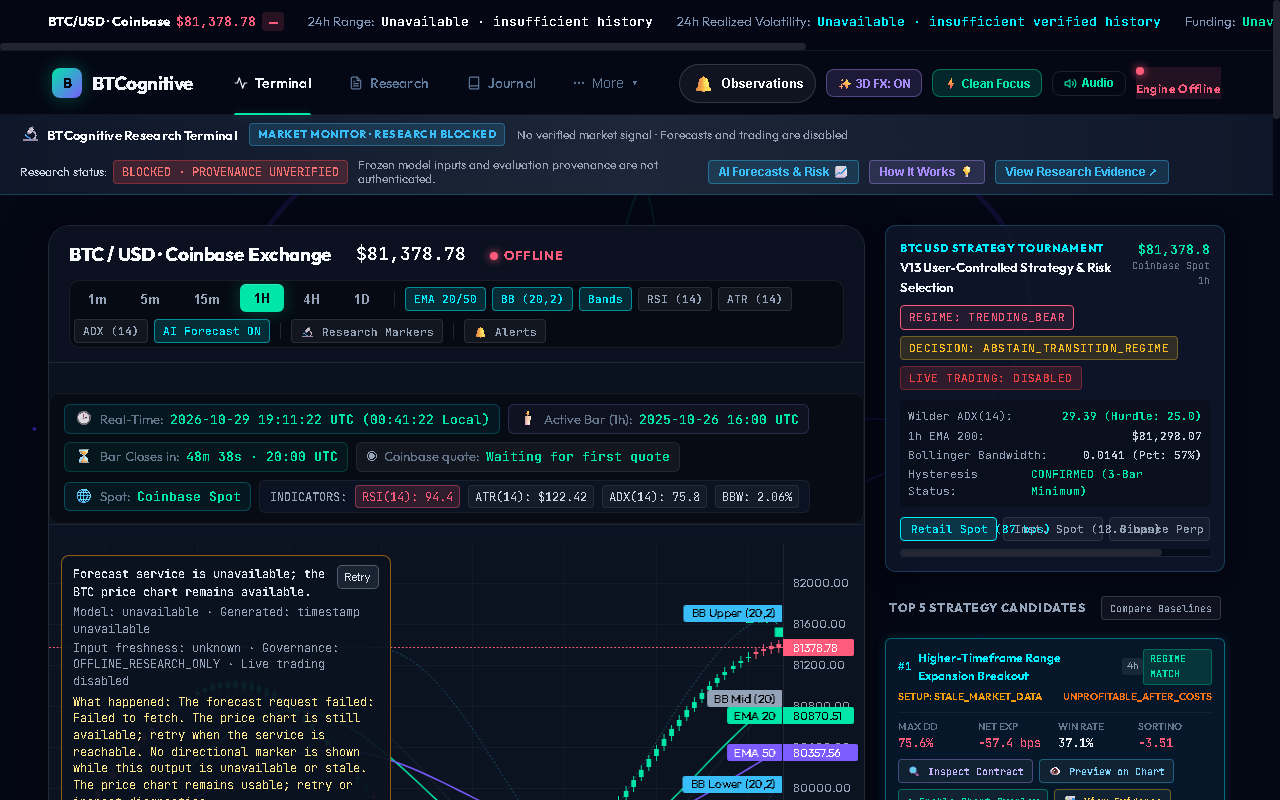 BTC/USD · Coinbase $81,378.78 —
24h Range: Unavailable · insufficient history
24h Realized Volatility: Unavailable · insufficient verified history
Funding: Unav
B BTCognitive
Terminal
Research
Journal
··· More ▾
Observations
3D FX: ON
Clean Focus
Audio
Engine Offline
BTCognitive Research Terminal
MARKET MONITOR · RESEARCH BLOCKED
No verified market signal · Forecasts and trading are disabled
Research status:
BLOCKED · PROVENANCE UNVERIFIED
Frozen model inputs and evaluation provenance are not
authenticated.
AI Forecasts & Risk
How It Works
View Research Evidence ↗
BTC / USD · Coinbase Exchange $81,378.78 OFFLINE
1m 5m 15m 1H 4H 1D EMA 20/50 BB (20,2) Bands RSI (14) ATR (14)
ADX (14) AI Forecast ON Research Markers Alerts
Real-Time: 2026-10-29 19:11:22 UTC (00:41:22 Local)
Active Bar (1h): 2025-10-26 16:00 UTC
Bar Closes in: 48m 38s · 20:00 UTC
Coinbase quote: Waiting for first quote
Spot: Coinbase Spot
INDICATORS: RSI(14): 94.4 ATR(14): $122.42 ADX(14): 75.8 BBW: 2.06%
Forecast service is unavailable; the
BTC price chart remains available.
Retry
Model: unavailable · Generated: timestamp
unavailable
Input freshness: unknown · Governance:
OFFLINE_RESEARCH_ONLY · Live trading
disabled
What happened: The forecast request failed:
Failed to fetch. The price chart is still
available; retry when the service is
reachable. No directional marker is shown
while this output is unavailable or stale.
The price chart remains usable; retry or
inspect diagnostics.
82000.00
BB Upper (20,2)
81600.00
81378.78
81200.00
BB Mid (20)
80800.00
EMA 20 80870.51
EMA 50 80357.56
BB Lower (20,2)
80000.00
BTCUSD STRATEGY TOURNAMENT
V13 User-Controlled Strategy & Risk
Selection
$81,378.8
Coinbase Spot
1h
REGIME: TRENDING_BEAR
DECISION: ABSTAIN_TRANSITION_REGIME
LIVE TRADING: DISABLED
Wilder ADX(14): 29.39 (Hurdle: 25.0)
1h EMA 200: $81,298.07
Bollinger Bandwidth: 0.0141 (Pct: 57%)
Hysteresis
Status:
CONFIRMED (3-Bar
Minimum)
Retail Spot
Spot
Perp
TOP 5 STRATEGY CANDIDATES
Compare Baselines
#1 Higher-Timeframe Range
Expansion Breakout
4h
REGIME
MATCH
SETUP: STALE_MARKET_DATA
UNPROFITABLE_AFTER_COSTS
MAX DD NET EXP WIN RATE SORTINO
75.6% -57.4 bps 37.1% -3.51
Inspect Contract
Preview on Chart